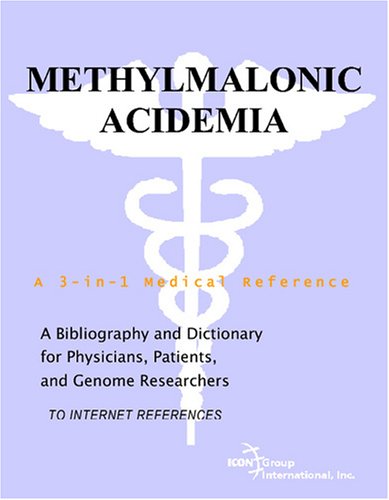 METHYLMALONIC
ACIDEMIA
A 3-in-1 Medical Reference
A Bibliography and Dictionary
for Physicians, Patients,
and Genome Researchers
TO INTERNET REFERENCES
ICON Group
International, Inc.